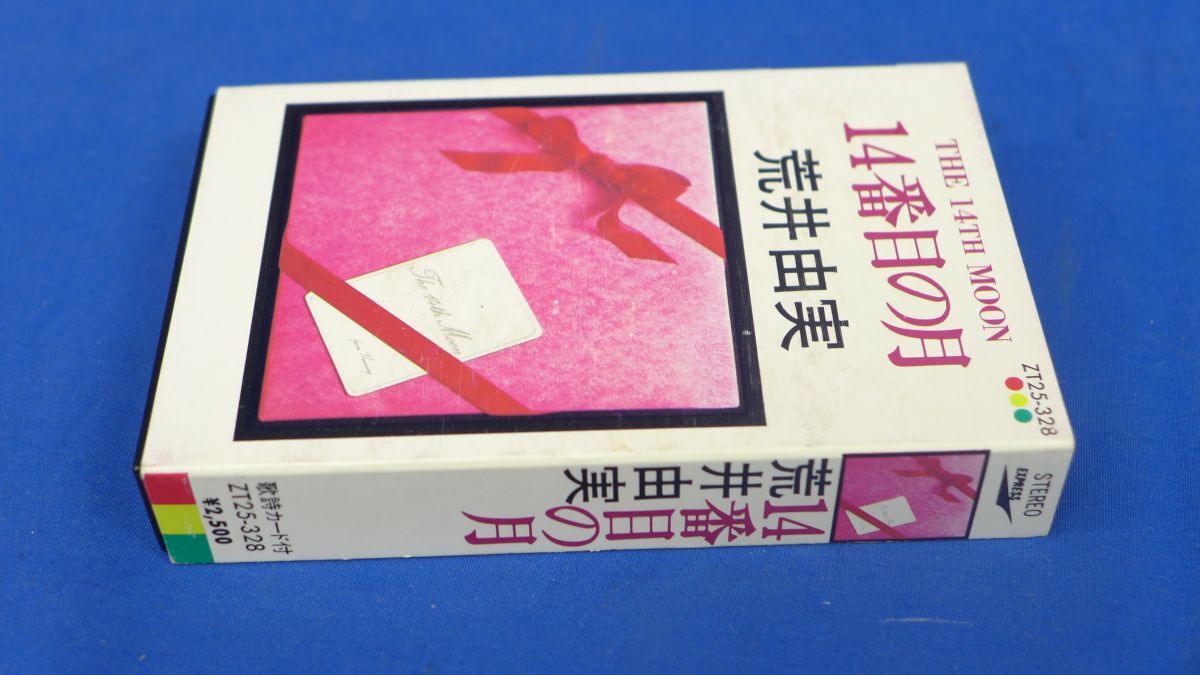 THE 14TH MOON
14番目の月
荒井由実
ZT25-328
The 14th Moon
STEREO
EXPRESS
14番目の月
荒井由実
歌詩カード付
ZT25-328
¥2,500